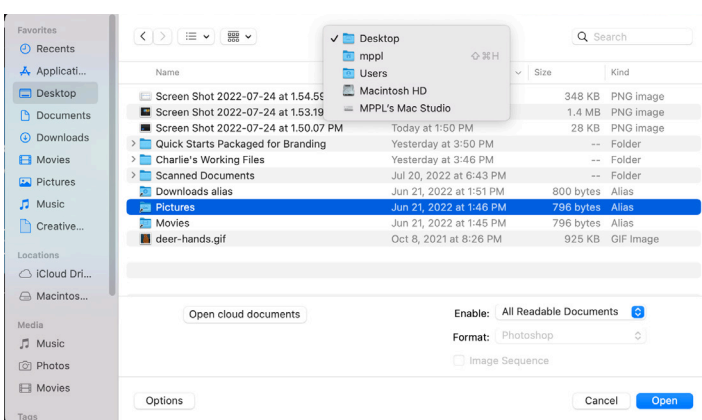 Favorites
Recents
Applicati...
Desktop
Documents
Downloads
Movies
Pictures
Music
Creative...
Locations
iCloud Dri...
Macintos...
Media
Music
Photos
Movies
Tags
Desktop
mppl ⇧⌘H
Users
Macintosh HD
MPPL's Mac Studio
Search
Name Size Kind
Screen Shot 2022-07-24 at 1.54.59 348 KB PNG image
Screen Shot 2022-07-24 at 1.53.19 1.4 MB PNG image
Screen Shot 2022-07-24 at 1.50.07 PM Today at 1:50 PM 28 KB PNG image
Quick Starts Packaged for Branding Yesterday at 3:50 PM -- Folder
Charlie's Working Files Yesterday at 3:46 PM -- Folder
Scanned Documents Jul 20, 2022 at 6:43 PM -- Folder
Downloads alias Jun 21, 2022 at 1:51 PM 800 bytes Alias
Pictures Jun 21, 2022 at 1:46 PM 796 bytes Alias
Movies Jun 21, 2022 at 1:45 PM 796 bytes Alias
deer-hands.gif Oct 8, 2021 at 8:26 PM 925 KB GIF Image
Open cloud documents
Enable: All Readable Documents
Format: Photoshop
Image Sequence
Options
Cancel
Open